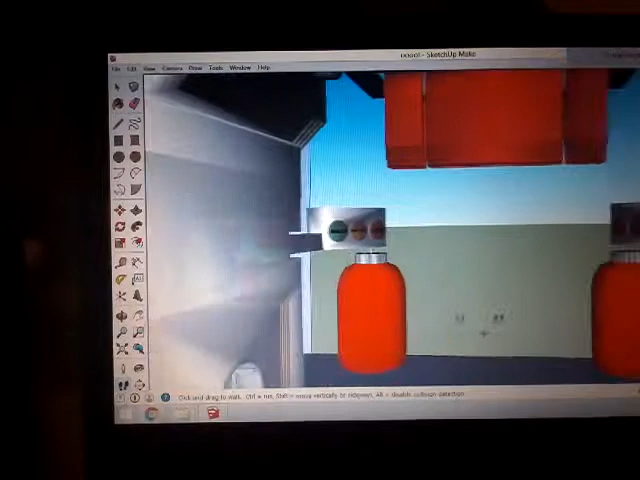 - SketchUp Make
File Edit View Camera Draw Tools Window Help
Click and drag to walk. Ctrl = run, Shift = move vertically or sideways, Alt = disable collision detection